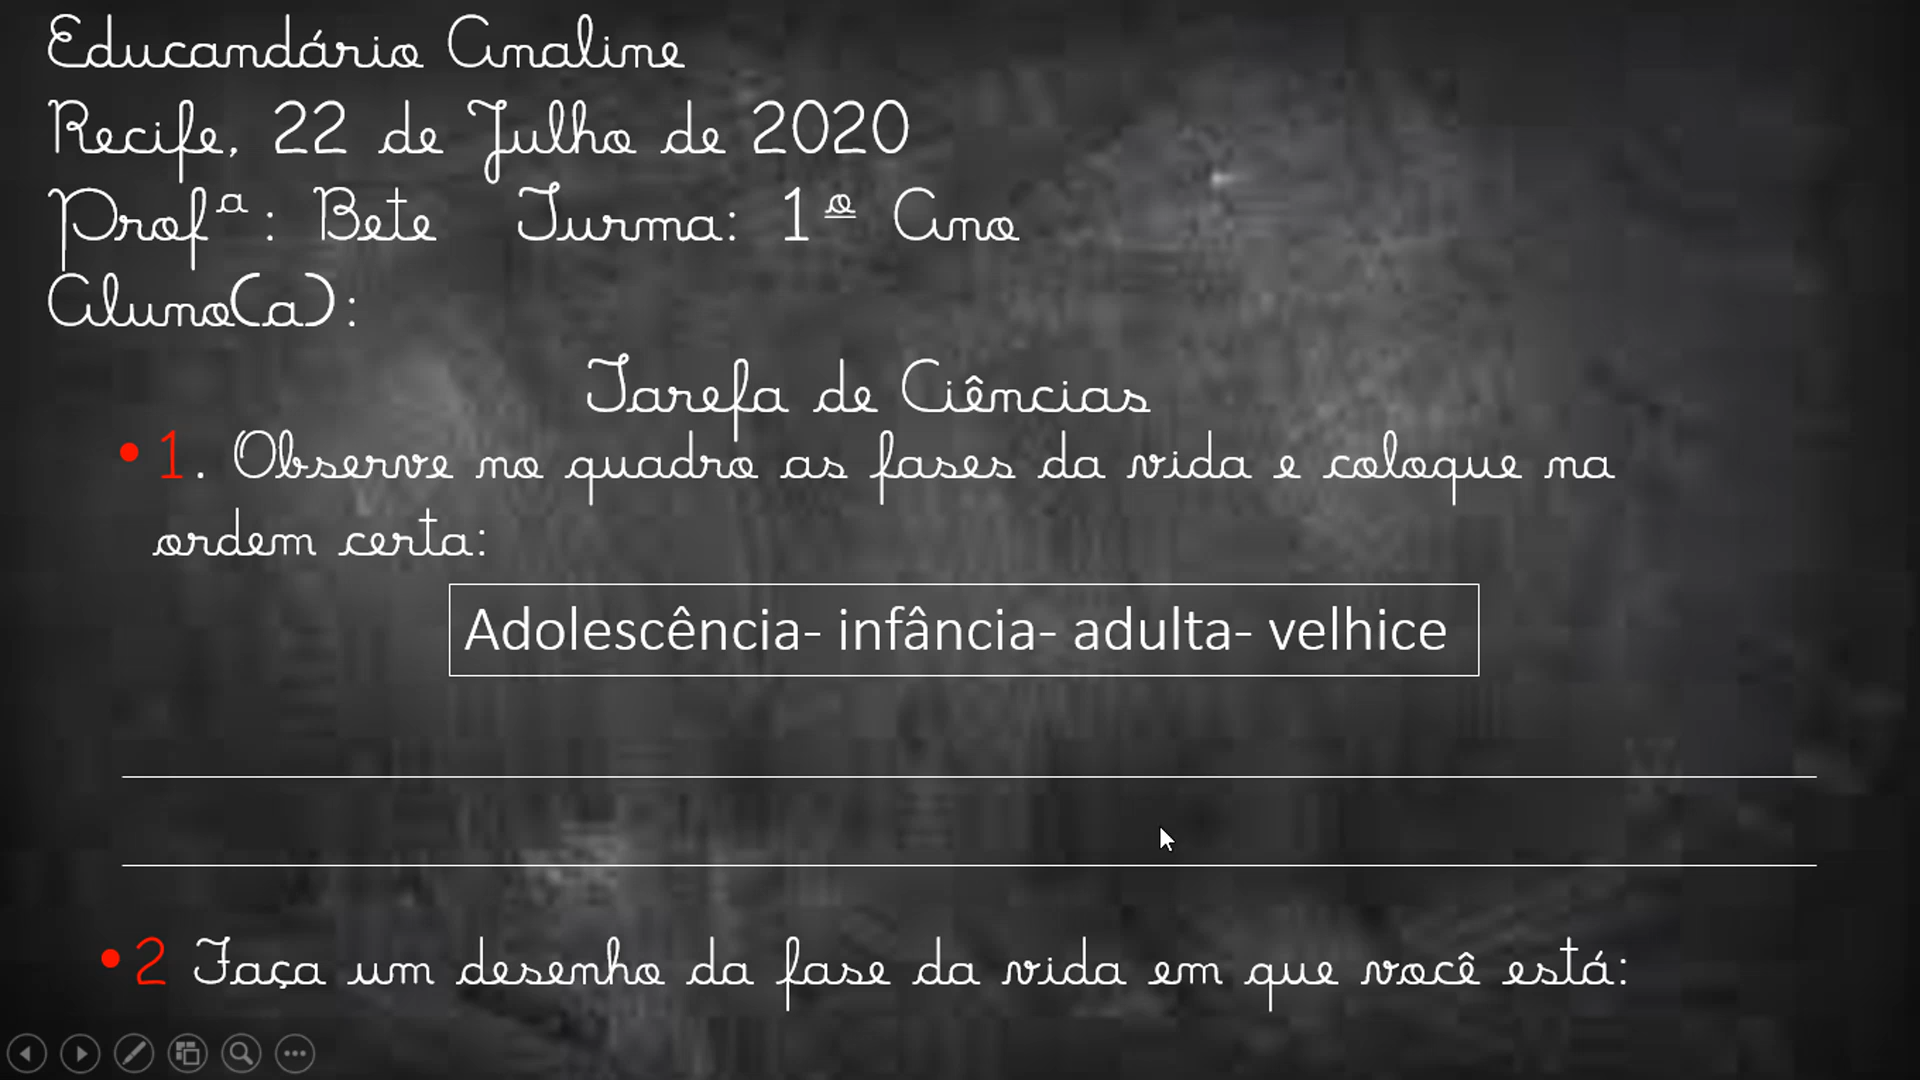 Educandário Analine
Recife, 22 de Julho de 2020
Profª: Bete Turma: 1º Ano
Aluno(a):
Tarefa de Ciências
• 1. Observe no quadro as fases da vida e coloque na
ordem certa:
Adolescência- infância- adulta- velhice
• 2 Faça um desenho da fase da vida em que você está: